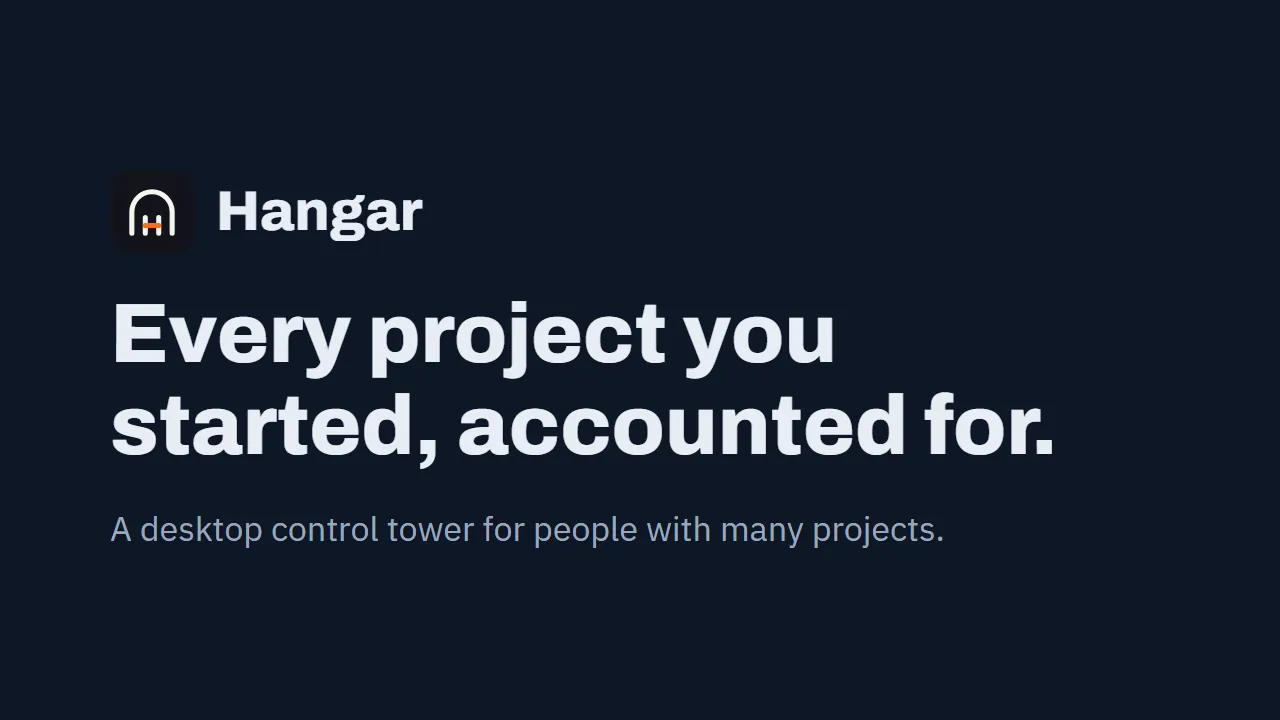 Hangar
Every project you
started, accounted for.
A desktop control tower for people with many projects.